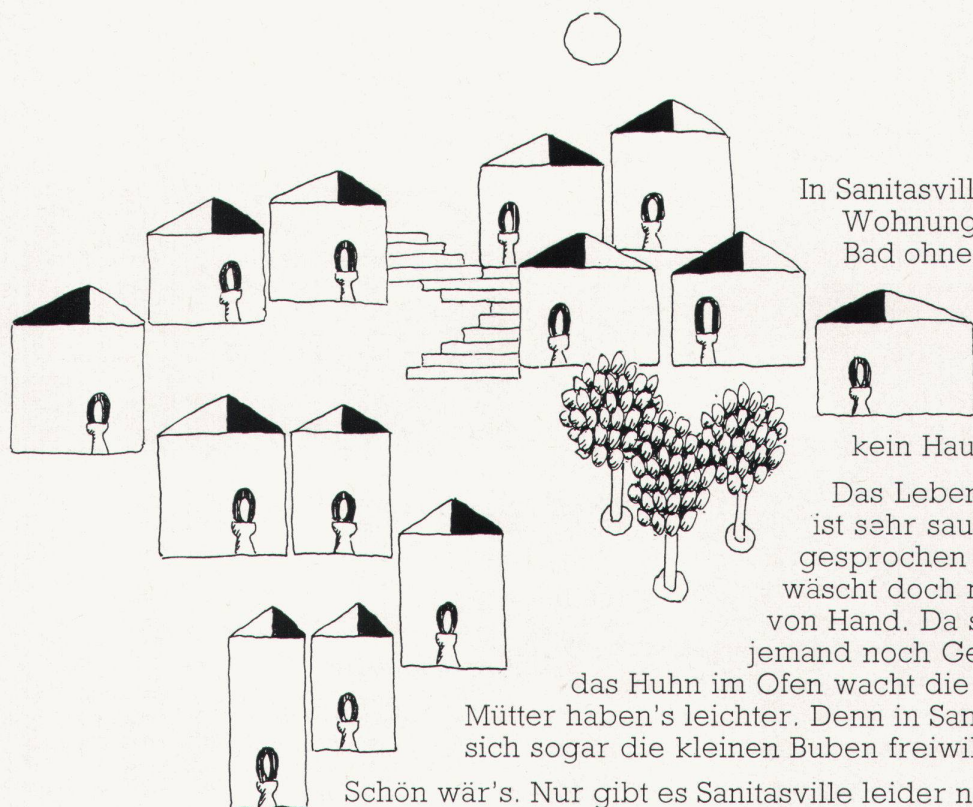 In Sanitasvill
Wohnung
Bad ohne
kein Hau
Das Leben
ist sehr sau
gesprochen
wäscht doch
von Hand. Da s
jemand noch Ge
das Huhn im Ofen wacht die
Mütter haben's leichter. Denn in San
sich sogar die kleinen Buben freiwil
Schön wär's. Nur gibt es Sanitasville leider n